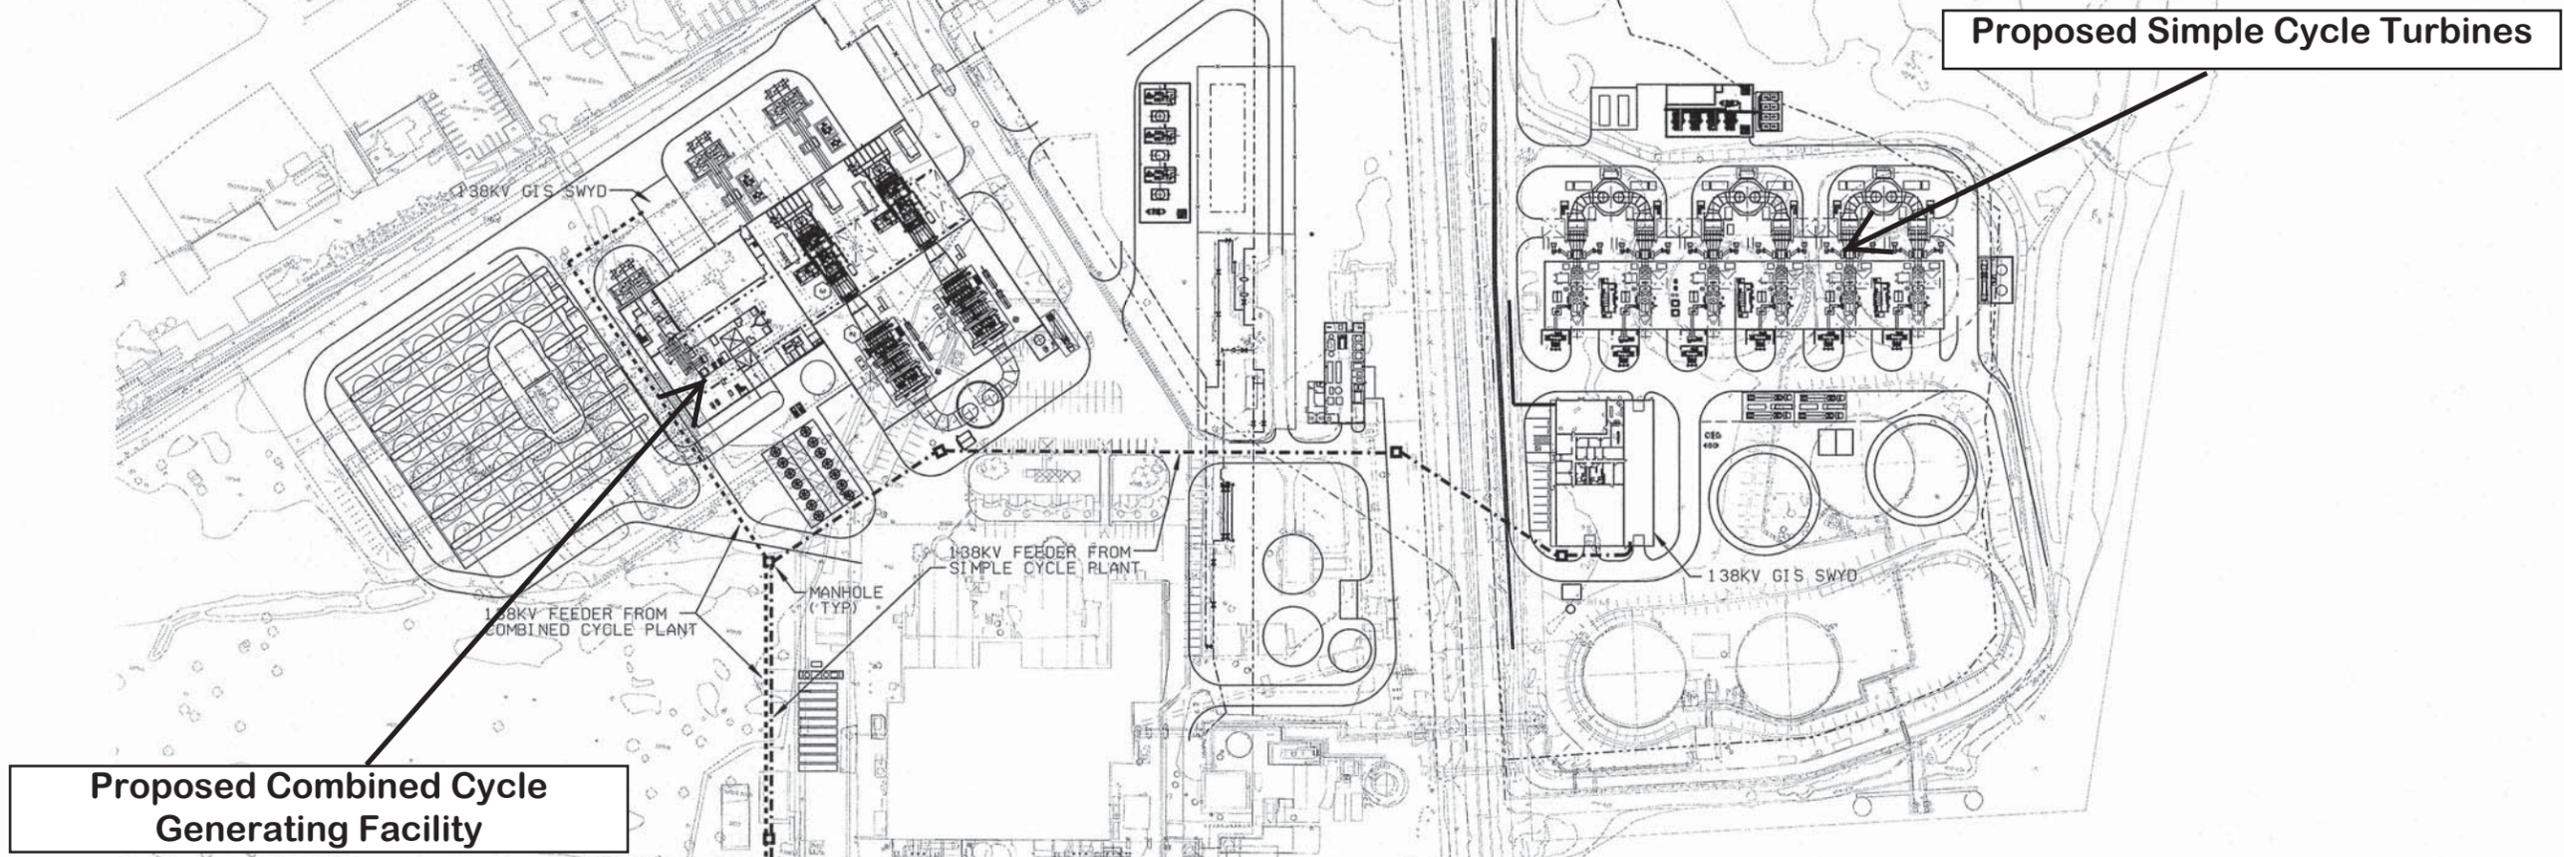 Proposed Simple Cycle Turbines
138KV GIS SWYD
138KV FEEDER FROM
SIMPLE CYCLE PLANT
138KV GIS SWYD
MANHOLE
(TYP)
138KV FEEDER FROM
COMBINED CYCLE PLANT
Proposed Combined Cycle
Generating Facility